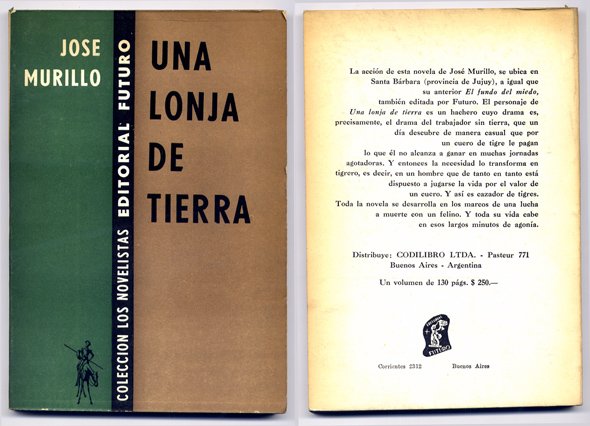 JOSE
MURILLO
UNA
LONJA
DE
TIERRA
COLECCION LOS NOVELISTAS EDITORIAL FUTURO
La acción de esta novela de José Murillo, se ubica en
Santa Bárbara (provincia de Jujuy), a igual que
su anterior El fundo del miedo,
también editada por Futuro. El personaje de
Una lonja de tierra es un hachero cuyo drama es,
precisamente, el drama del trabajador sin tierra, que un
día descubre de manera casual que por
un cuero de tigre le pagan
lo que él no alcanza a ganar en muchas jornadas
agotadoras. Y entonces la necesidad lo transforma en
tigrero, es decir, en un hombre que de tanto en tanto está
dispuesto a jugarse la vida por el valor de
un cuero. Y así es cazador de tigres.
Toda la novela se desarrolla en los marcos de una lucha
a muerte con un felino. Y toda su vida cabe
en esos largos minutos de agonía.
Distribuye: CODILIBRO LTDA. - Pasteur 771
Buenos Aires - Argentina
Un volumen de 130 págs. $ 250.—
EDITORIAL
FUTURO
Corrientes 2312 Buenos Aires